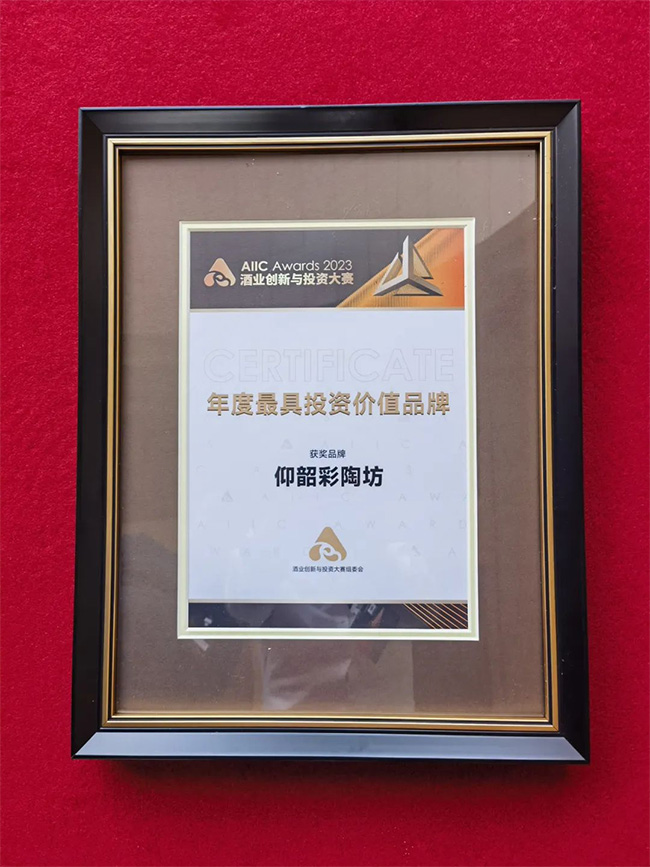 AIIC Awards 2023
酒业创新与投资大赛
CERTIFICATE
年度最具投资价值品牌
获奖品牌
仰韶彩陶坊
酒业创新与投资大赛组委会